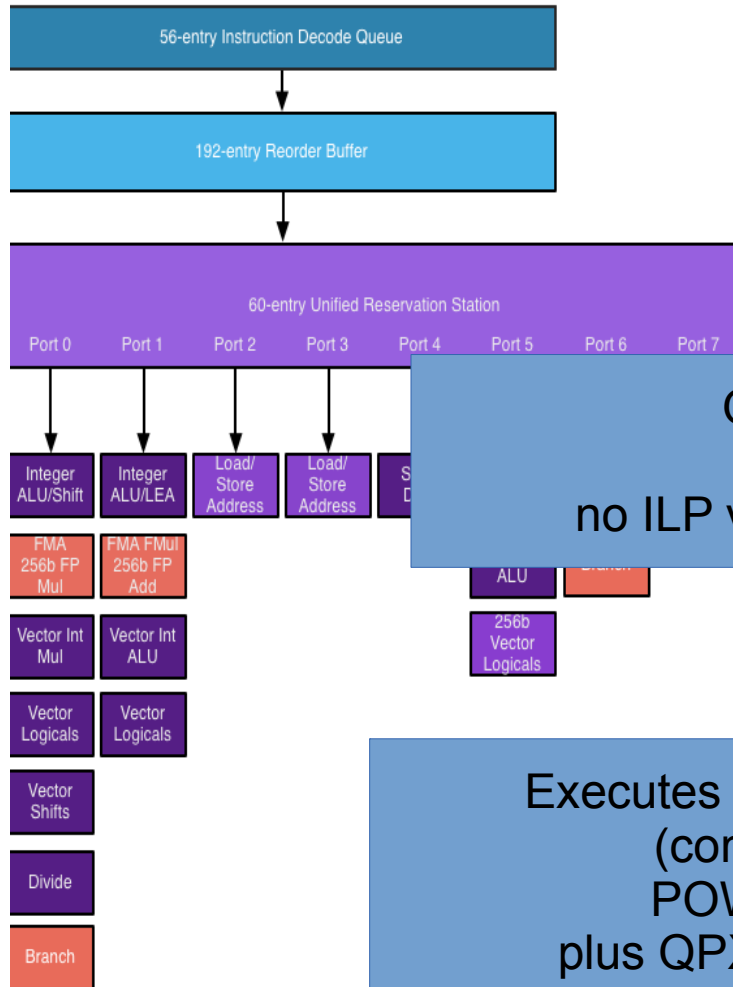 56-entry Instruction Decode Queue
192-entry Reorder Buffer
60-entry Unified Reservation Station
Port 0 Port 1 Port 2 Port 3 Port 4 Port 5 Port 6 Port 7
Integer
ALU/Shift
Integer
ALU/LEA
Load/
Store
Address
Load/
Store
Address
FMA
256b FP
Mul
FMA FMul
256b FP
Add
ALU
Vector Int
Mul
Vector Int
ALU
256b
Vector
Logicals
Vector
Logicals
Vector
Logicals
Vector
Shifts
Divide
Branch
no ILP
Executes
plus